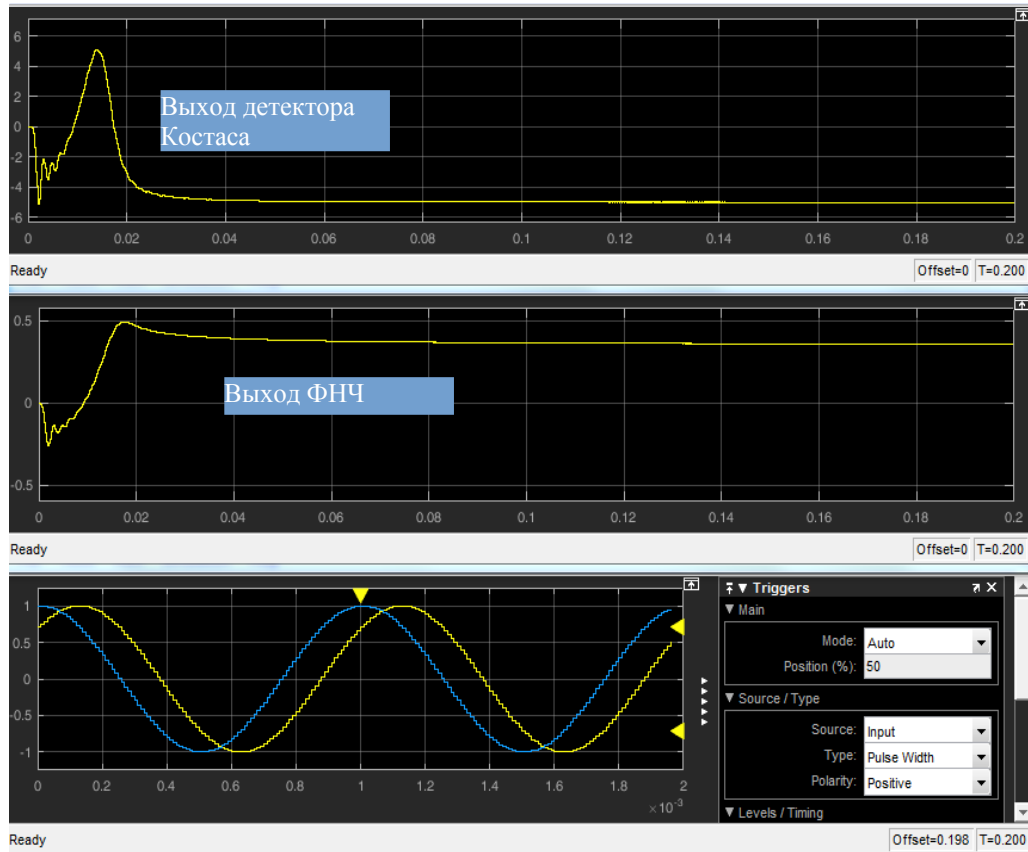 6
4
2
0
-2
-4
-6
0 0.02 0.04 0.06 0.08 0.1 0.12 0.14 0.16 0.18 0.2
Выход детектора
Костаса
Ready
Offset=0 T=0.200
0.5
0
-0.5
0 0.02 0.04 0.06 0.08 0.1 0.12 0.14 0.16 0.18 0.2
Выход ФНЧ
Ready
Offset=0 T=0.200
1
0.5
0
-0.5
-1
0 0.2 0.4 0.6 0.8 1 1.2 1.4 1.6 1.8 2
×10⁻³
Triggers
Main
Mode: Auto
Position (%): 50
Source / Type
Source: Input
Type: Pulse Width
Polarity: Positive
Levels / Timing
Ready
Offset=0.198 T=0.200